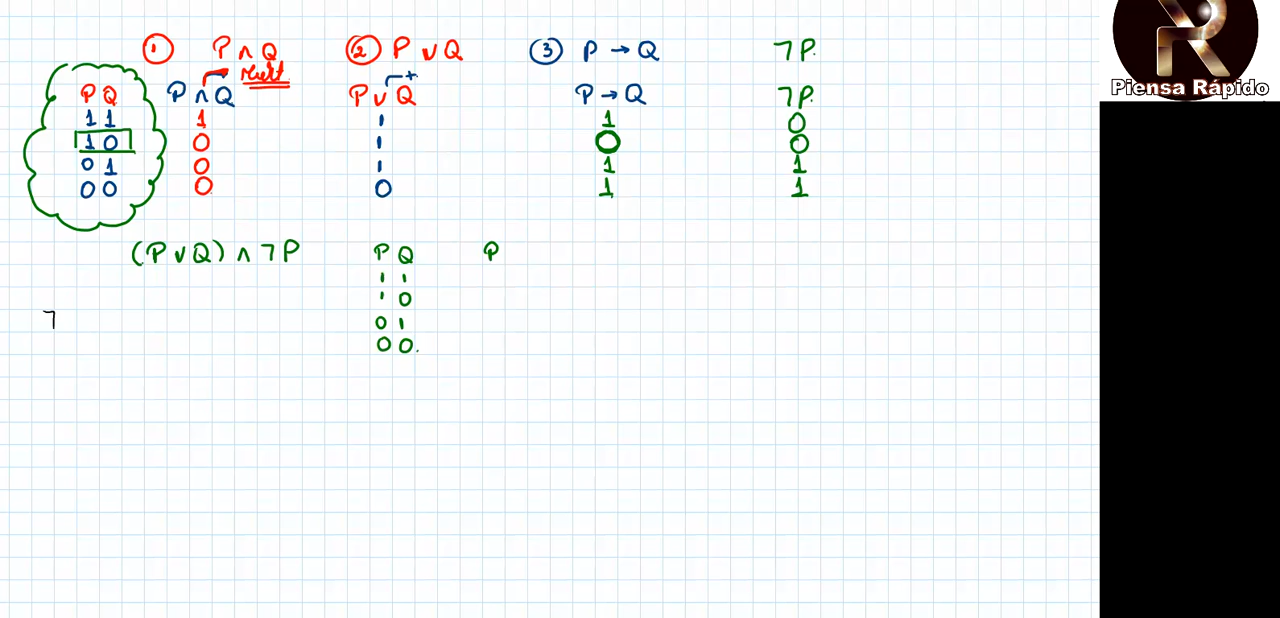 ① P ∧ Q ② P ∨ Q ③ P → Q ¬P.
Mult +
P Q P ∧ Q P ∨ Q P → Q ¬P.
1 1 1 1 1 0
1 0 0 1 0 0
0 1 0 1 1 1
0 0 0 0 1 1
(P ∨ Q) ∧ ¬P P Q P
1 1
1 0
¬ 0 1
0 0.
R
Piensa Rápido